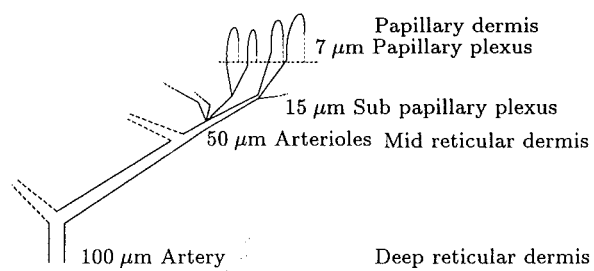 Papillary dermis
7 μm Papillary plexus
15 μm Sub papillary plexus
50 μm Arterioles Mid reticular dermis
100 μm Artery Deep reticular dermis